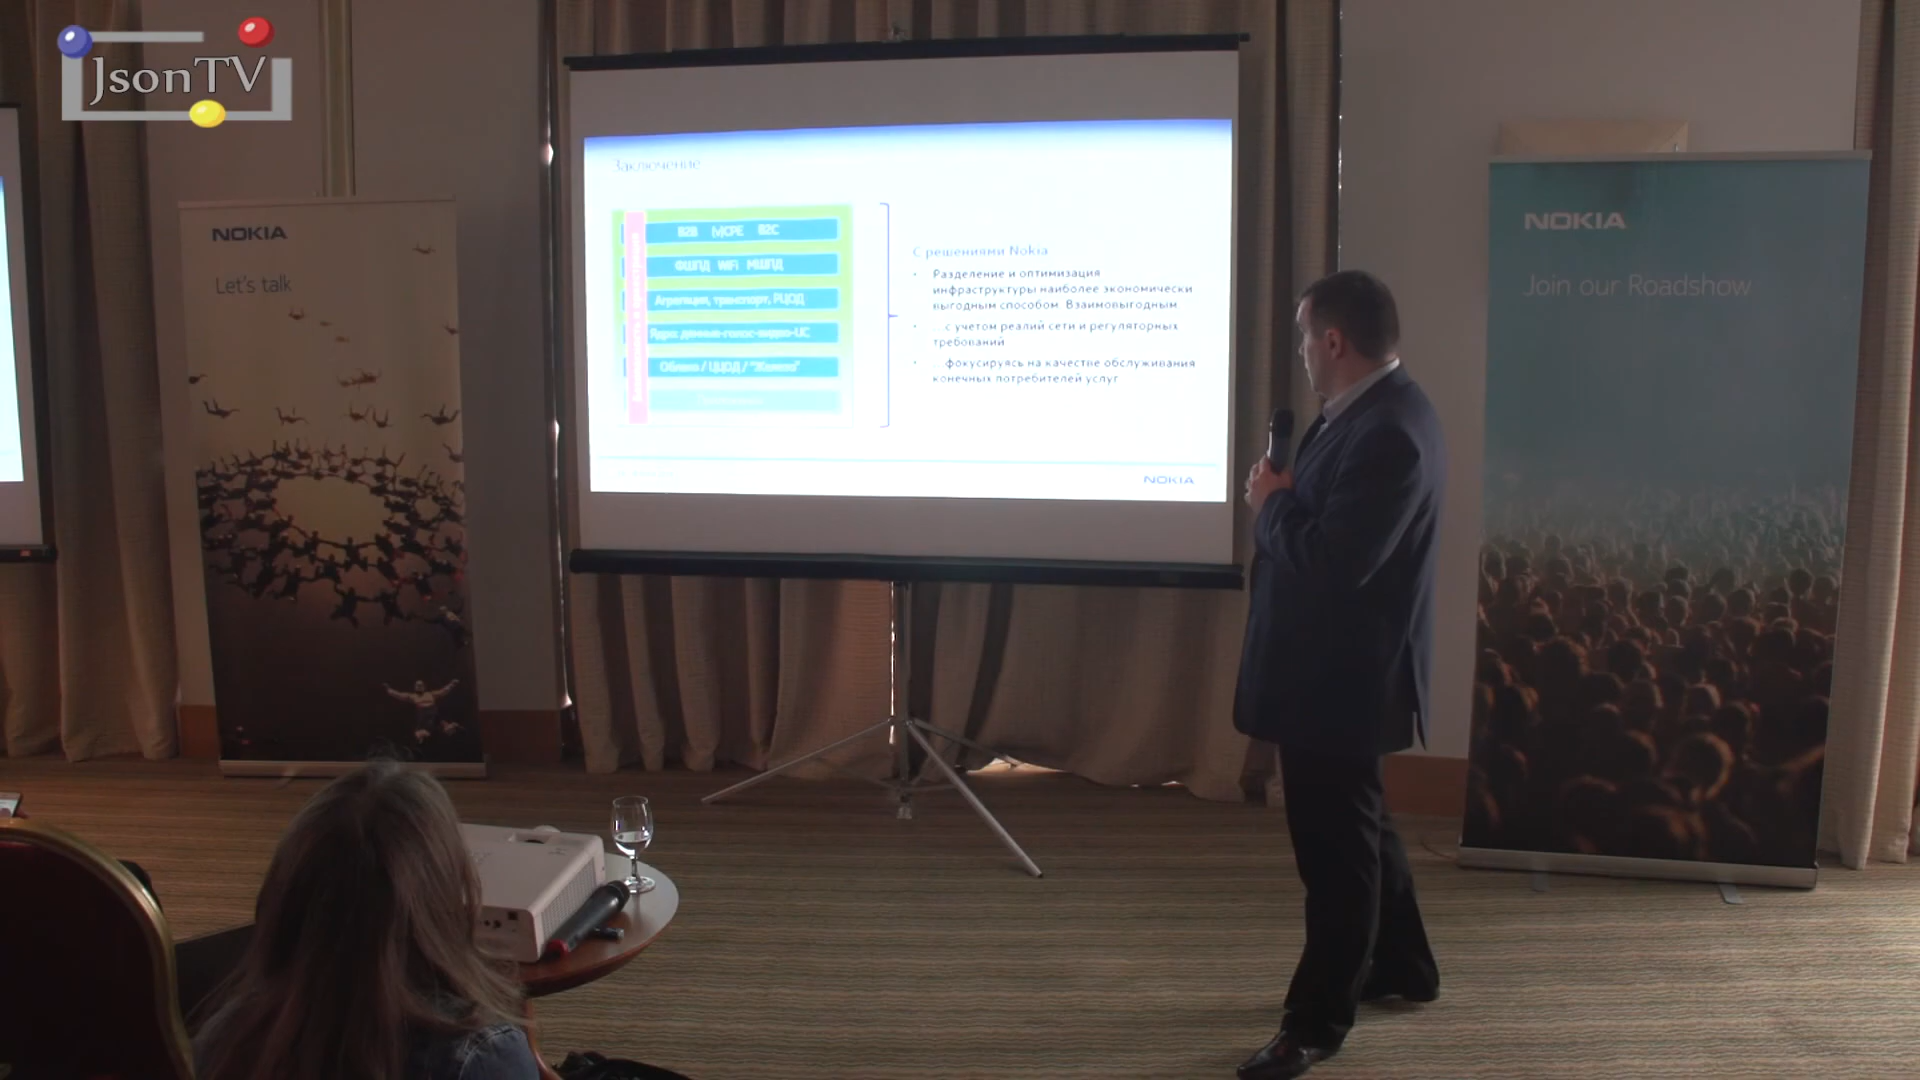 JsonTV
NOKIA
Let's talk
Заключение
B2B (v)CPE B2C
ФШПД WiFi МШПД
Агрегация, транспорт, РЦОД
Ядро: данные-голос-видео-UC
Облако / ЦЦОД / "Железо"
С решениями Nokia
Разделение и оптимизация
инфраструктуры наиболее экономически
выгодным способом. Взаимовыгодным
... с учетом реалий сети и регуляторных
требований
... фокусируясь на качестве обслуживания
конечных потребителей услуг
NOKIA
NOKIA
Join our Roadshow